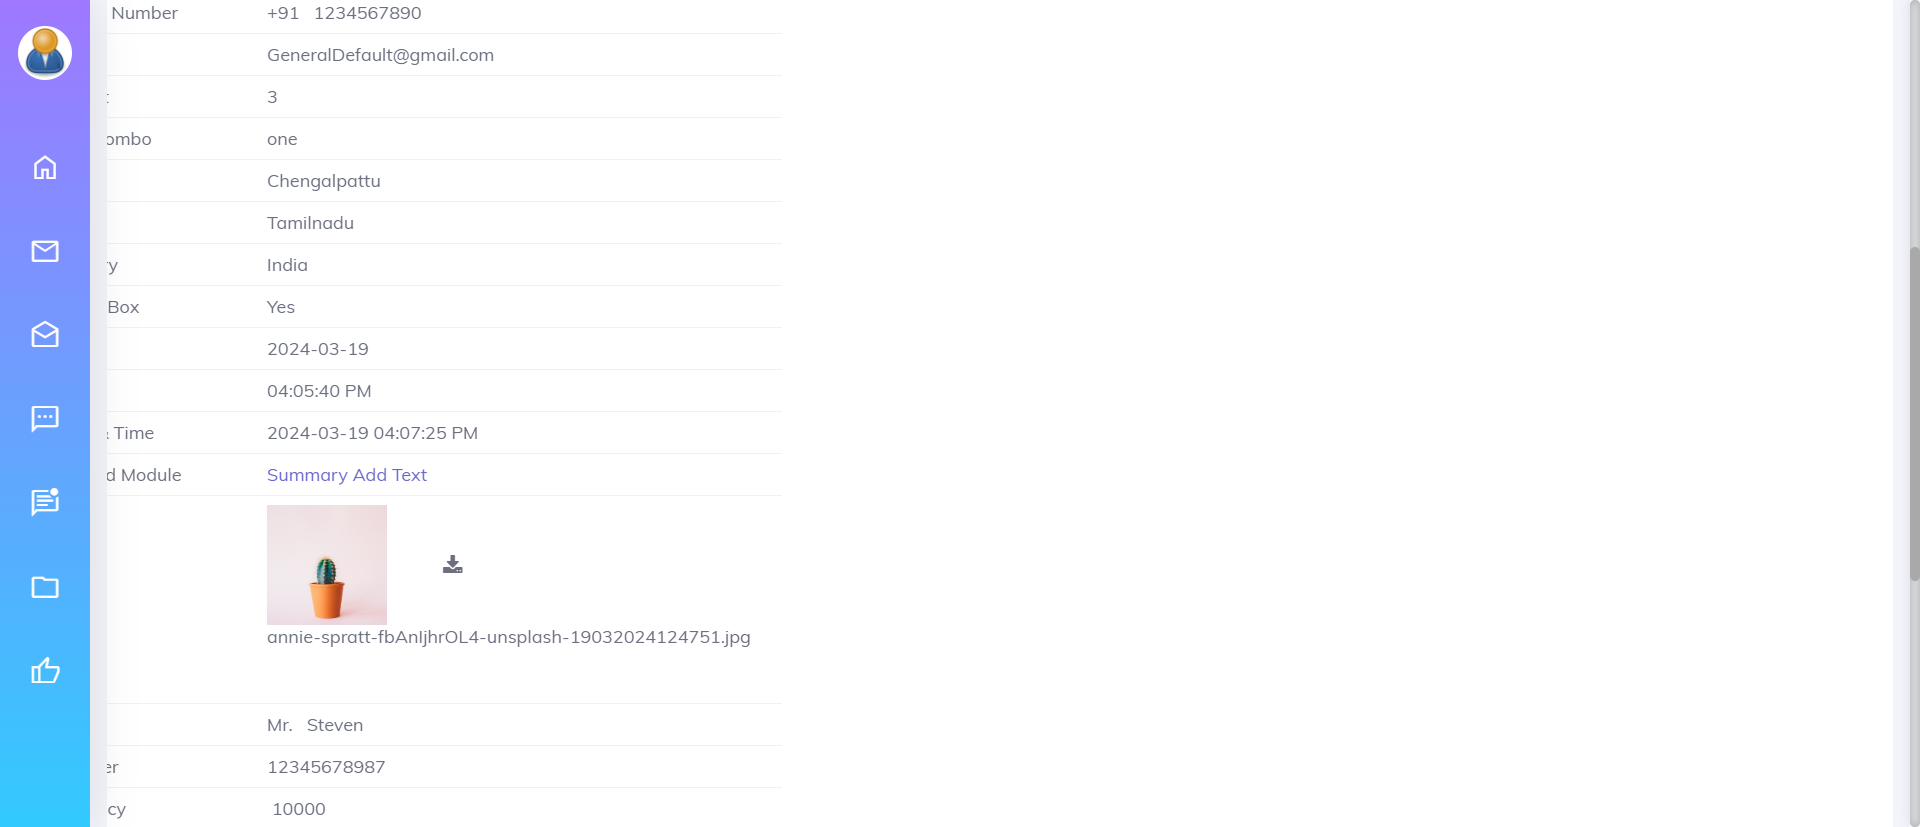 Number +91 1234567890
GeneralDefault@gmail.com
3
ombo one
Chengalpattu
Tamilnadu
y India
Box Yes
2024-03-19
04:05:40 PM
& Time 2024-03-19 04:07:25 PM
d Module Summary Add Text
annie-spratt-fbAnIjhrOL4-unsplash-19032024124751.jpg
Mr. Steven
er 12345678987
cy 10000